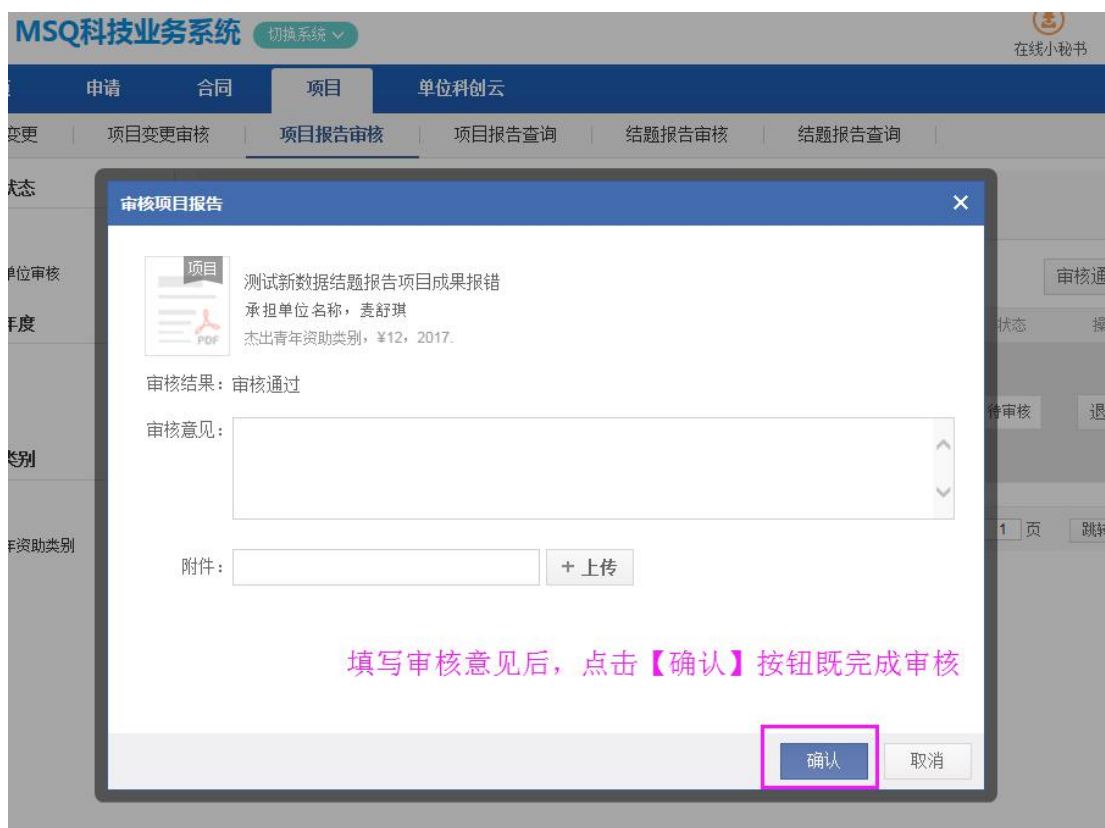 MSQ科技业务系统 切换系统
在线小秘书
申请 合同 项目 单位科创云
变更 项目变更审核 项目报告审核 项目报告查询 结题报告审核 结题报告查询
状态
审核项目报告
单位审核
项目
PDF
测试新数据结题报告项目成果报错
承担单位名称，麦舒琪
杰出青年资助类别，¥12，2017.
审核通
年度
状态 操
审核结果：审核通过
审核意见：
待审核 退
类别
1 页 跳转
年资助类别
附件： + 上传
填写审核意见后，点击【确认】按钮既完成审核
确认 取消